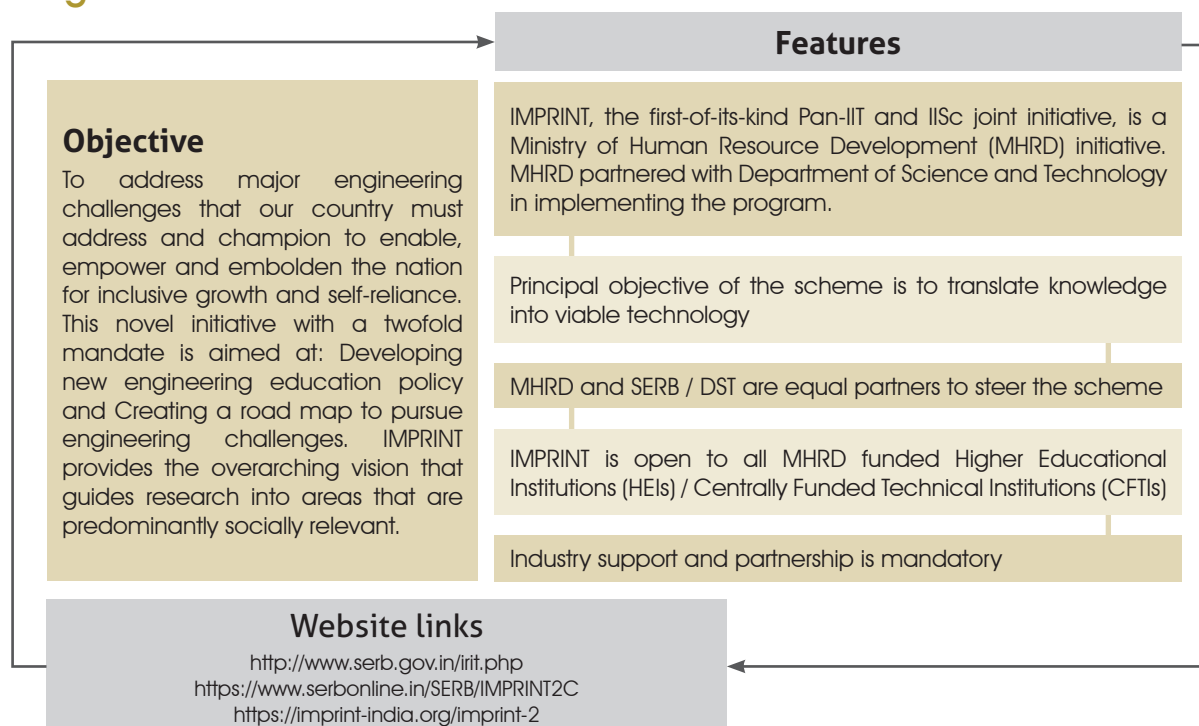 Features
Objective
To address major engineering
challenges that our country must
address and champion to enable,
empower and embolden the nation
for inclusive growth and self-reliance.
This novel initiative with a twofold
mandate is aimed at: Developing
new engineering education policy
and Creating a road map to pursue
engineering challenges. IMPRINT
provides the overarching vision that
guides research into areas that are
predominantly socially relevant.
IMPRINT, the first-of-its-kind Pan-IIT and IISc joint initiative, is a
Ministry of Human Resource Development (MHRD) initiative.
MHRD partnered with Department of Science and Technology
in implementing the program.
Principal objective of the scheme is to translate knowledge
into viable technology
MHRD and SERB / DST are equal partners to steer the scheme
IMPRINT is open to all MHRD funded Higher Educational
Institutions (HEIs) / Centrally Funded Technical Institutions (CFTIs)
Industry support and partnership is mandatory
Website links
http://www.serb.gov.in/irit.php
https://www.serbonline.in/SERB/IMPRINT2C
https://imprint-india.org/imprint-2